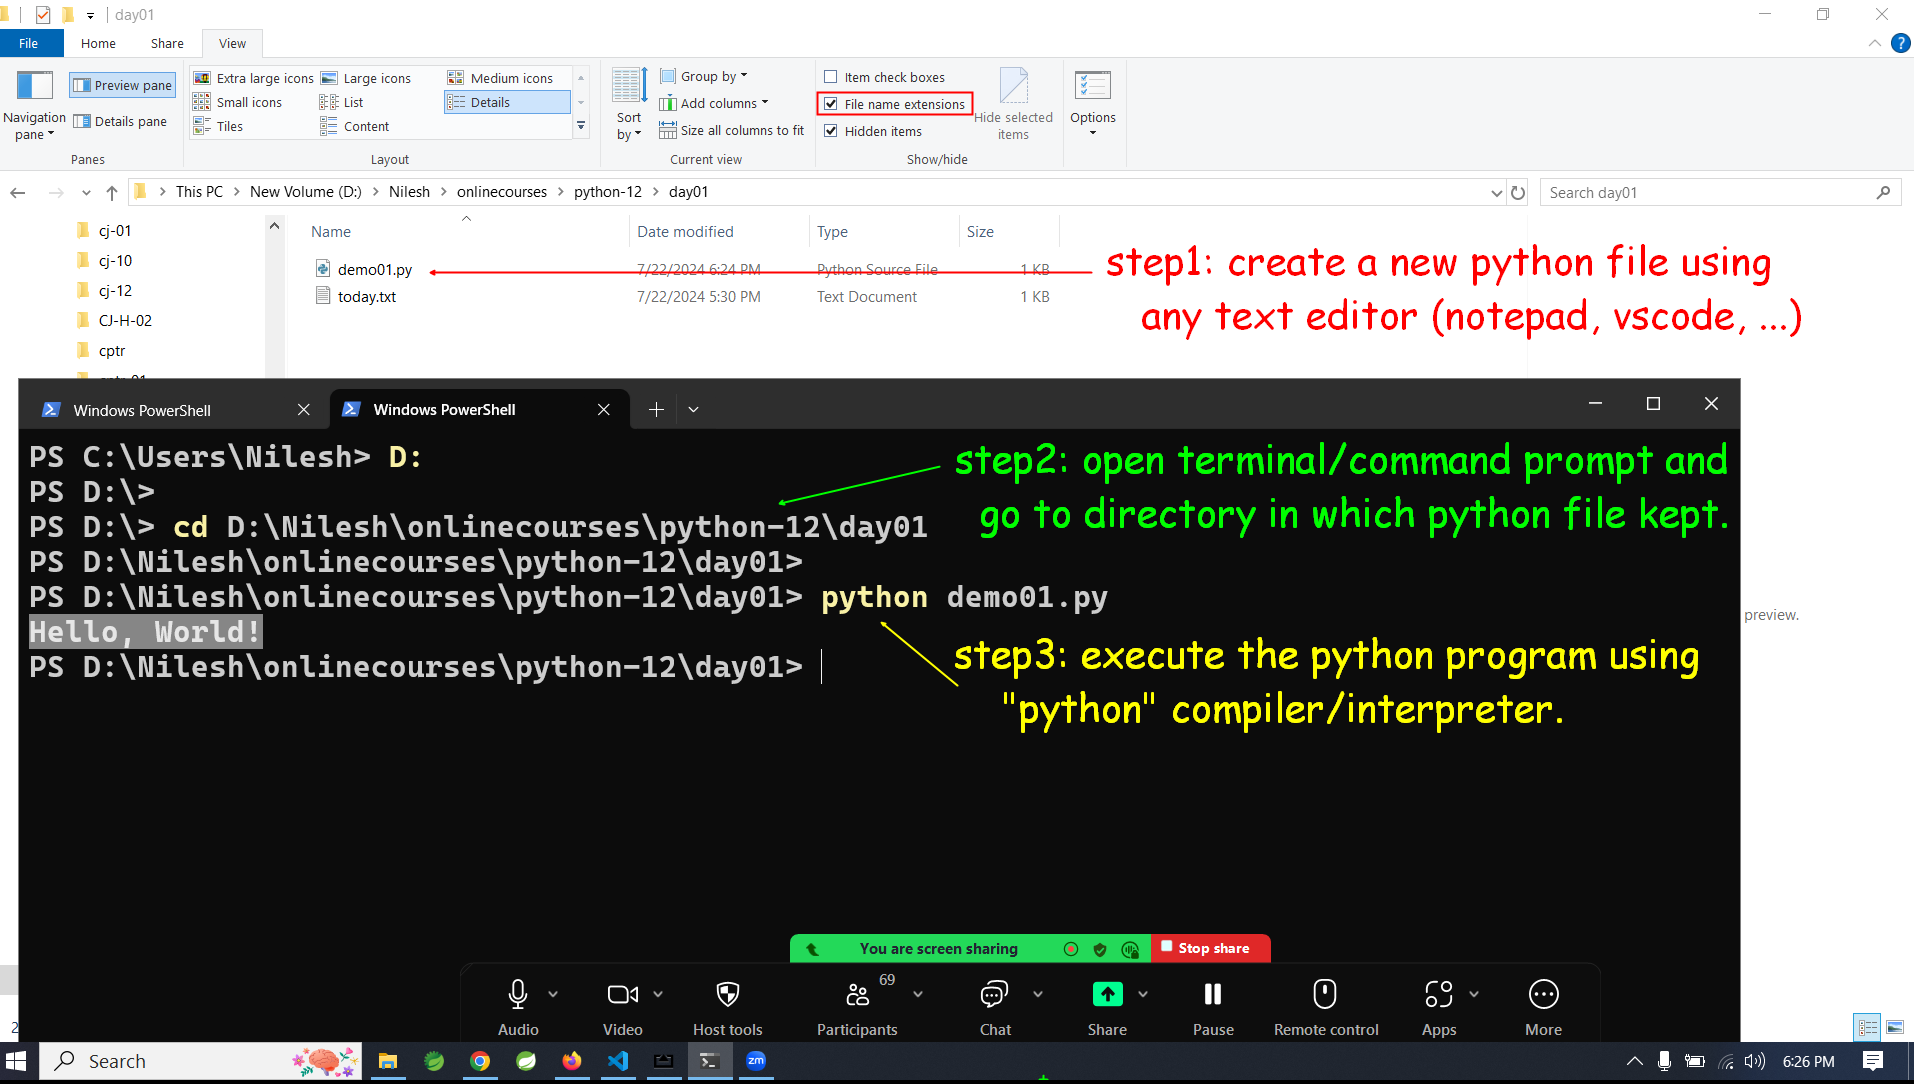 day01
File Home Share View
Navigation pane
Preview pane
Details pane
Panes
Extra large icons Large icons Medium icons
Small icons List Details
Tiles Content
Layout
Sort by
Group by
Add columns
Size all columns to fit
Current view
Item check boxes
File name extensions
Hidden items
Hide selected items
Show/hide
Options
This PC > New Volume (D:) > Nilesh > onlinecourses > python-12 > day01
Search day01
cj-01
cj-10
cj-12
CJ-H-02
cptr
Name Date modified Type Size
demo01.py 7/22/2024 6:24 PM Python Source File 1 KB
today.txt 7/22/2024 5:30 PM Text Document 1 KB
step1: create a new python file using
any text editor (notepad, vscode, ...)
Windows PowerShell Windows PowerShell
PS C:\Users\Nilesh> D:
PS D:\>
PS D:\> cd D:\Nilesh\onlinecourses\python-12\day01
PS D:\Nilesh\onlinecourses\python-12\day01>
PS D:\Nilesh\onlinecourses\python-12\day01> python demo01.py
Hello, World!
PS D:\Nilesh\onlinecourses\python-12\day01>
step2: open terminal/command prompt and
go to directory in which python file kept.
step3: execute the python program using
"python" compiler/interpreter.
preview.
You are screen sharing Stop share
69
Audio Video Host tools Participants Chat Share Pause Remote control Apps More
2
Search
zm
6:26 PM